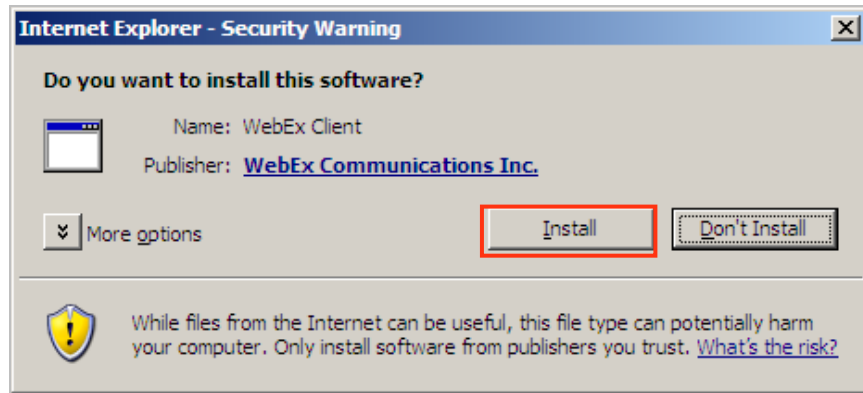 Internet Explorer - Security Warning
Do you want to install this software?
Name: WebEx Client
Publisher: WebEx Communications Inc.
More options
Install
Don't Install
While files from the Internet can be useful, this file type can potentially harm
your computer. Only install software from publishers you trust. What's the risk?